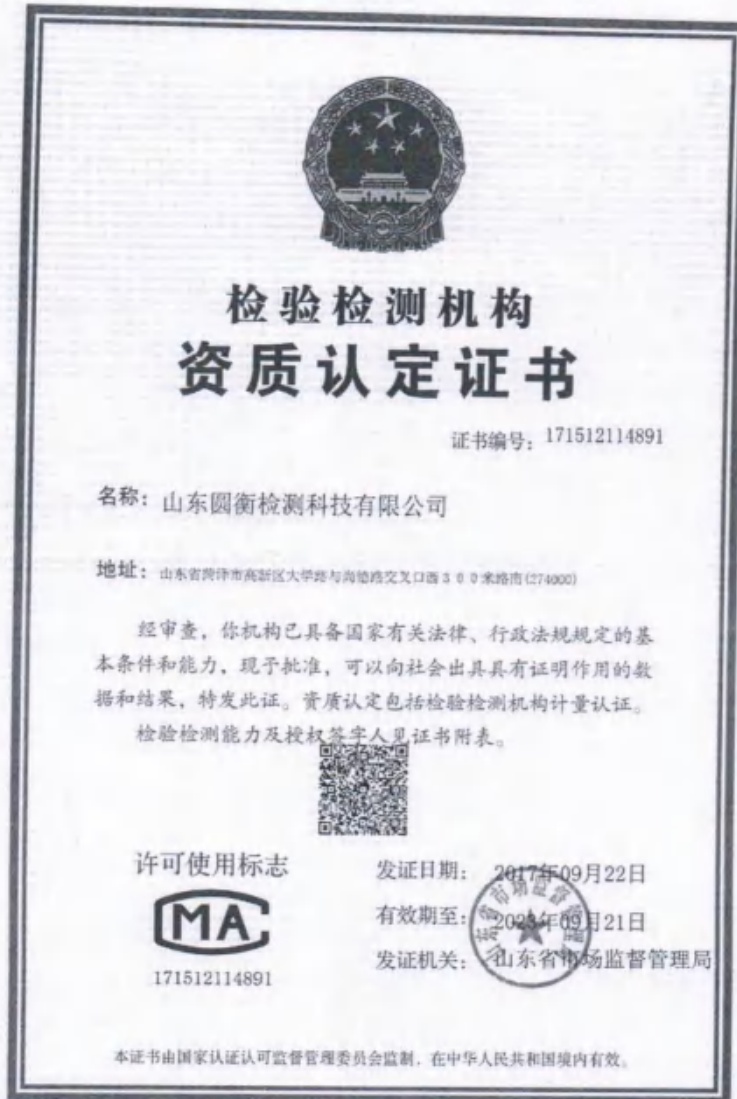 检验检测机构
资质认定证书
证书编号：171512114891
名称：山东圆衡检测科技有限公司
地址：山东省菏泽市高新区大学路与尚德路交叉口西300米路南(274000)
经审查，你机构已具备国家有关法律、行政法规规定的基
本条件和能力，现予批准，可以向社会出具具有证明作用的数
据和结果，特发此证。资质认定包括检验检测机构计量认证。
检验检测能力及授权签字人见证书附表。
许可使用标志
MA
171512114891
发证日期：2017年09月22日
有效期至：2023年09月21日
发证机关：山东省市场监督管理局
本证书由国家认证认可监督管理委员会监制，在中华人民共和国境内有效。